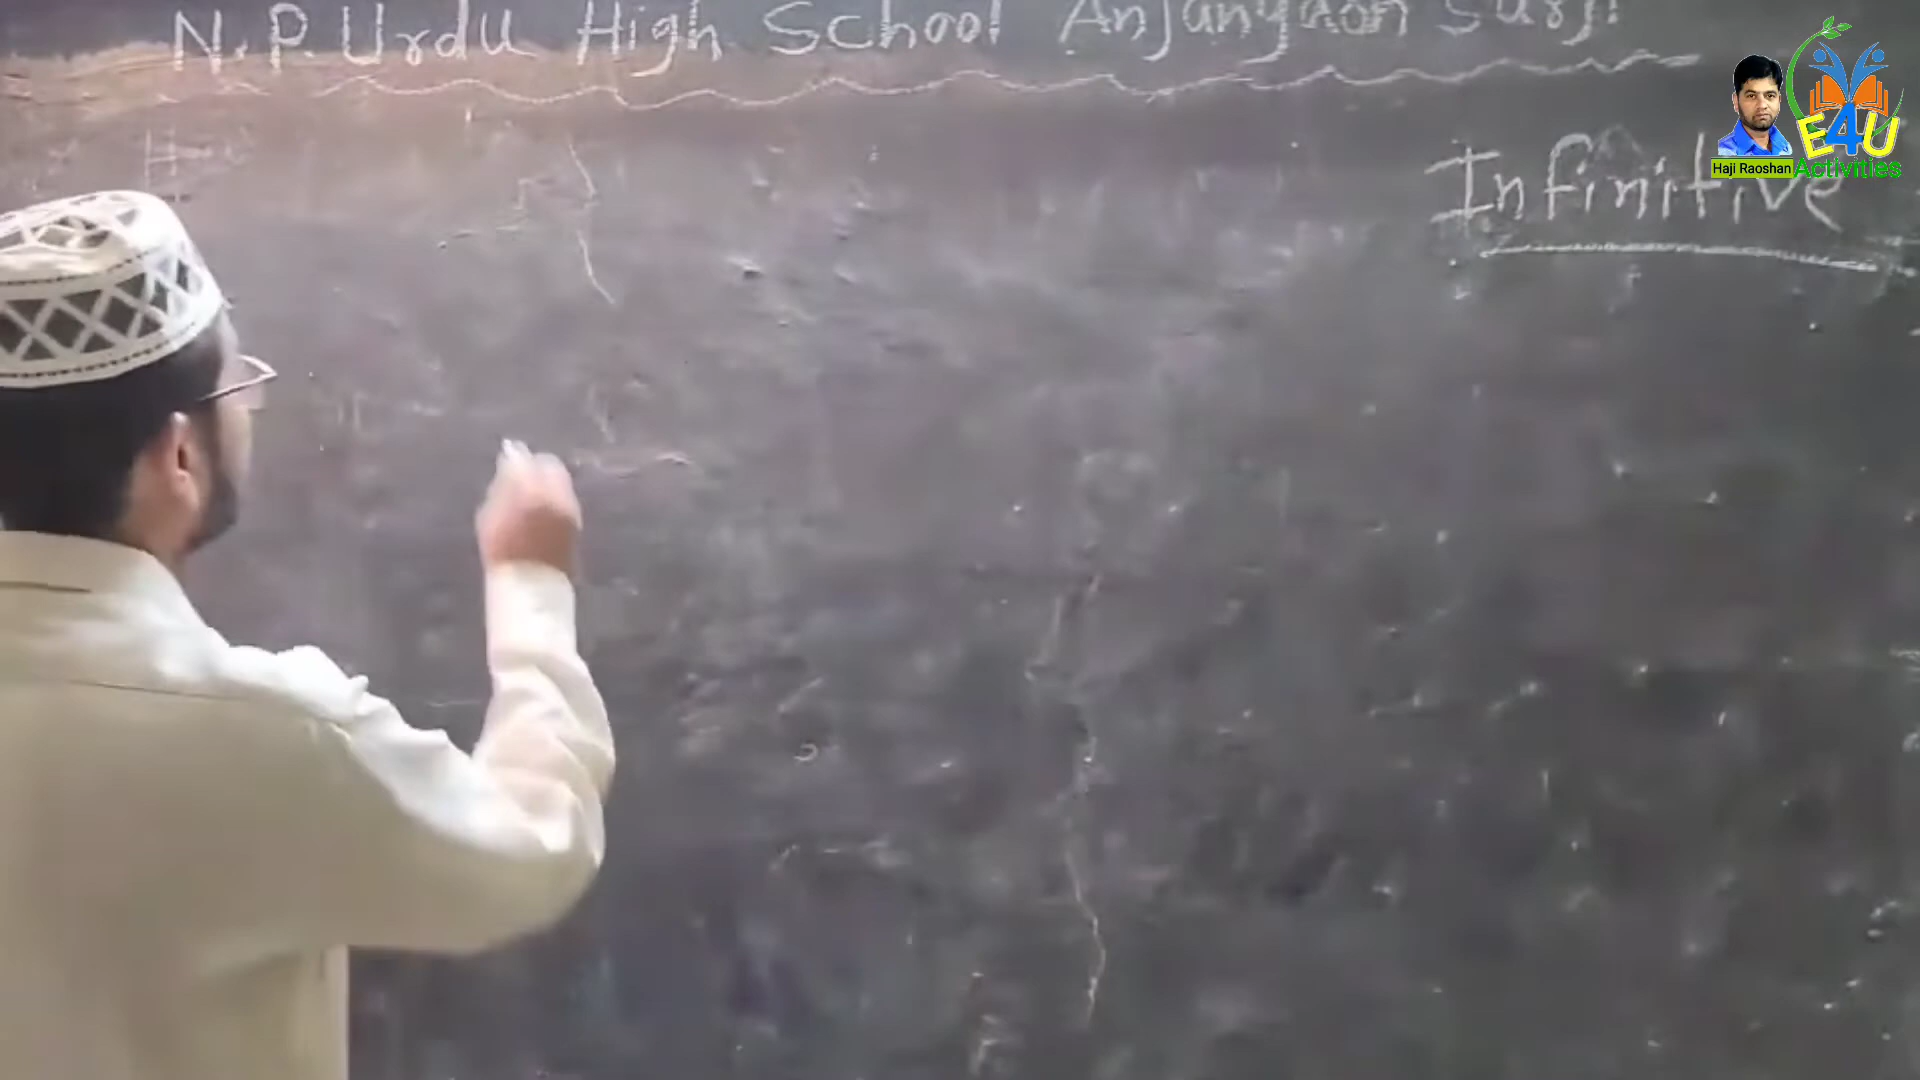 N.P. Urdu High School Anjangaon Surji
Infinitive
E4U
Haji Raoshan
Activities